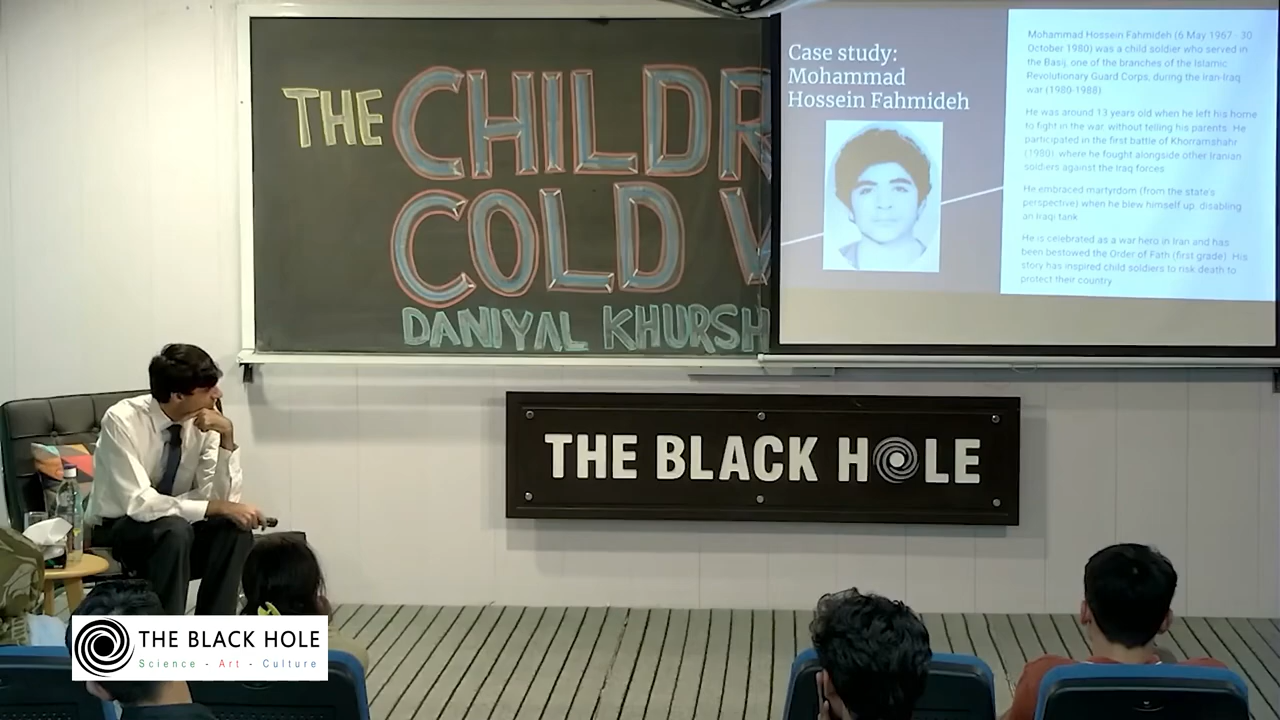 THE CHILDR
COLD W
DANIYAL KHURSH
Case study:
Mohammad
Hossein Fahmideh
Mohammad Hossein Fahmideh (6 May 1967 - 30
October 1980) was a child soldier who served in
the Basij, one of the branches of the Islamic
Revolutionary Guard Corps, during the Iran-Iraq
war (1980-1988)
He was around 13 years old when he left his home
to fight in the war without telling his parents. He
participated in the first battle of Khorramshahr
(1980) where he fought alongside other Iranian
soldiers against the Iraq forces
He embraced martyrdom (from the state's
perspective) when he blew himself up, disabling
an Iraqi tank
He is celebrated as a war hero in Iran and has
been bestowed the Order of Fath (first grade). His
story has inspired child soldiers to risk death to
protect their country
THE BLACK HOLE
THE BLACK HOLE
Science - Art - Culture